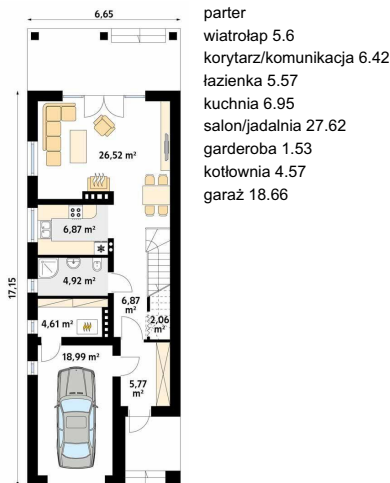 6,65
17,15
26,52 m²
6,87 m²
4,92 m²
6,87
m²
2,06
m²
4,61 m²
18,99 m²
5,77
m²
parter
wiatrołap 5.6
korytarz/komunikacja 6.42
łazienka 5.57
kuchnia 6.95
salon/jadalnia 27.62
garderoba 1.53
kotłownia 4.57
garaż 18.66